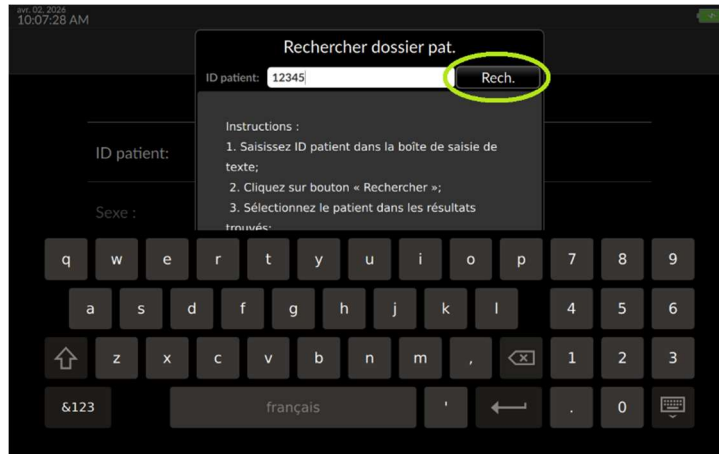 avr. 02, 2026
10:07:28 AM
Rechercher dossier pat.
ID patient: 12345 Rech.
Instructions :
1. Saisissez ID patient dans la boîte de saisie de
texte;
2. Cliquez sur bouton « Rechercher »;
3. Sélectionnez le patient dans les résultats
trouvés;
ID patient:
Sexe :
q w e r t y u i o p 7 8 9
a s d f g h j k l 4 5 6
z x c v b n m , 1 2 3
&123 français ' . 0